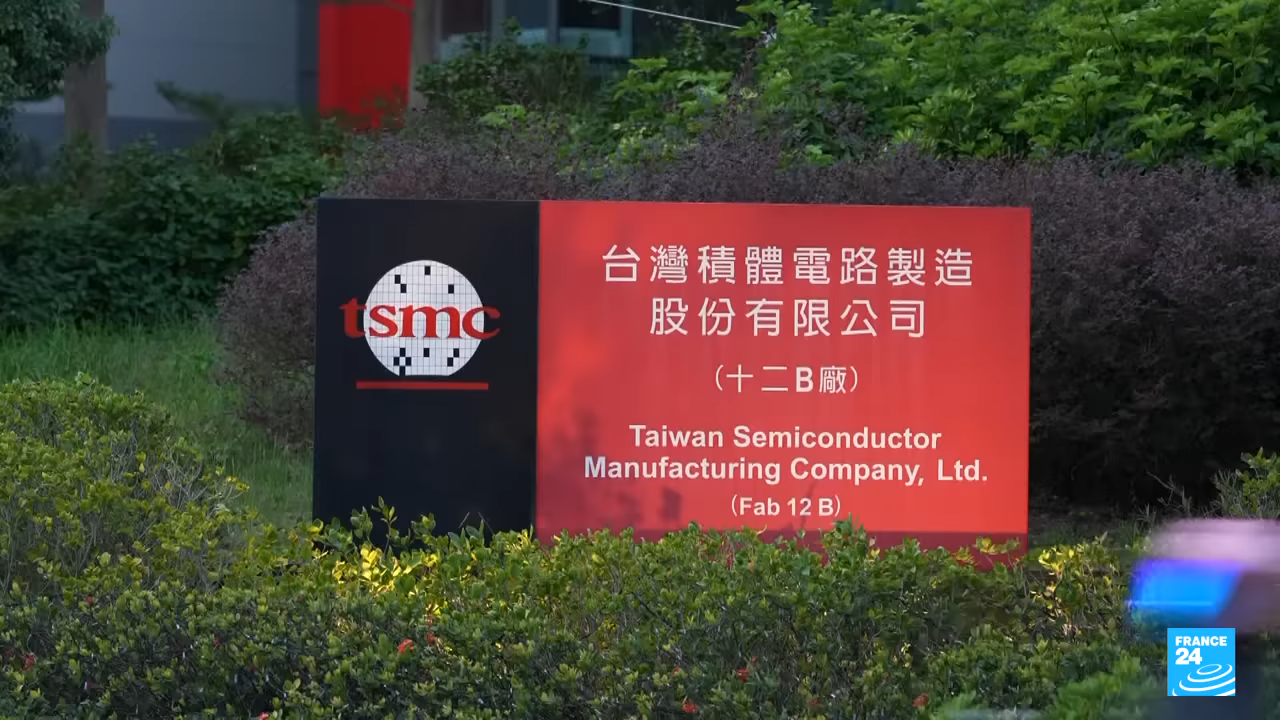 tsmc
台灣積體電路製造
股份有限公司
(十二B廠)
Taiwan Semiconductor
Manufacturing Company, Ltd.
(Fab 12 B)
FRANCE
24